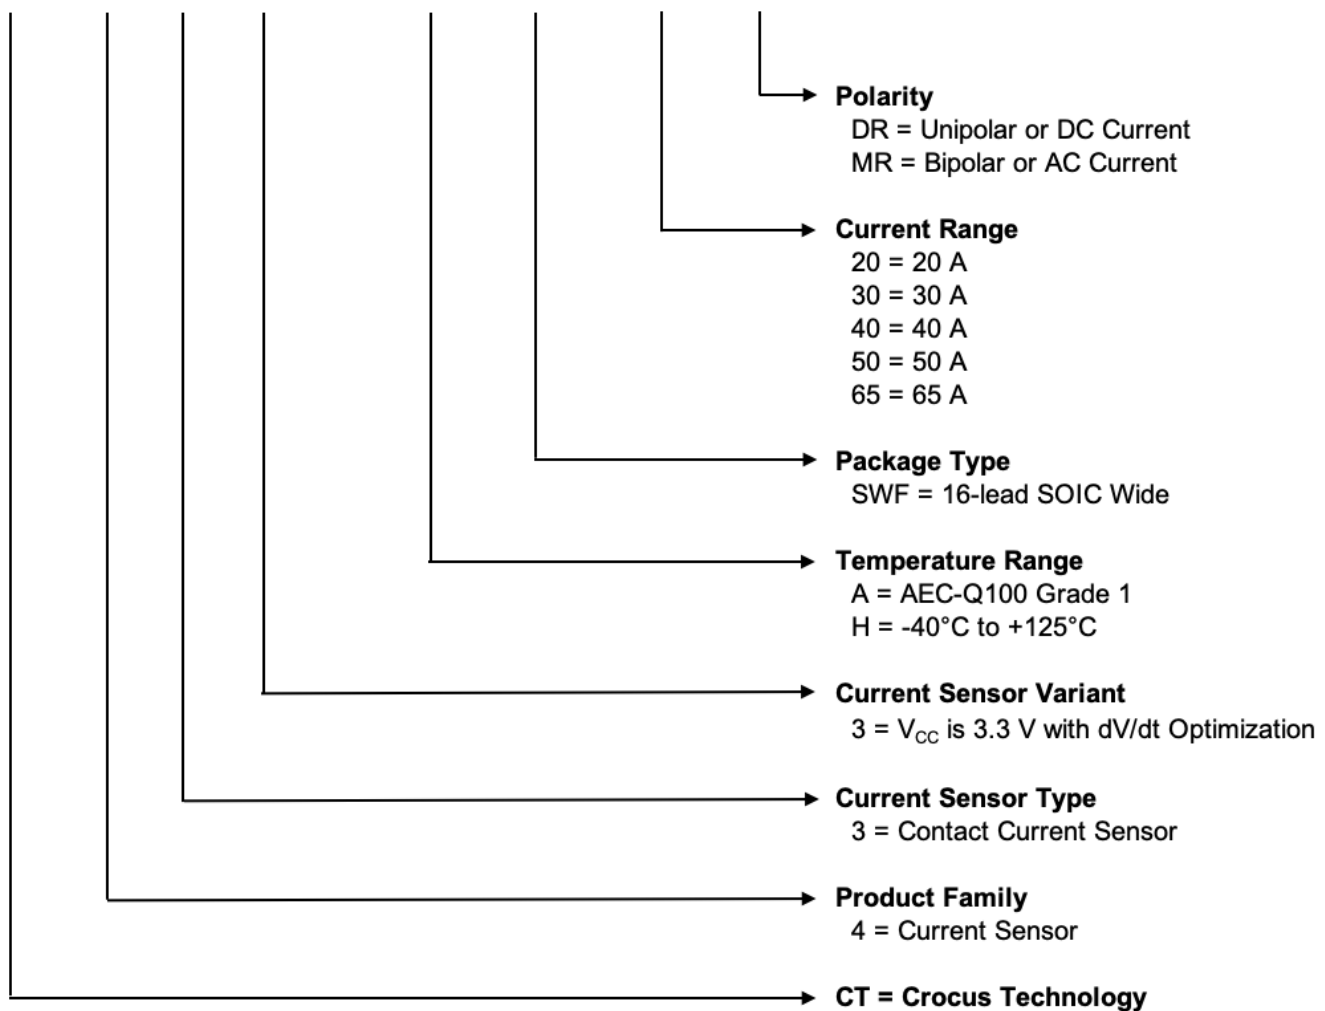 Polarity
DR = Unipolar or DC Current
MR = Bipolar or AC Current
Current Range
20 = 20 A
30 = 30 A
40 = 40 A
50 = 50 A
65 = 65 A
Package Type
SWF = 16-lead SOIC Wide
Temperature Range
A = AEC-Q100 Grade 1
H = -40°C to +125°C
Current Sensor Variant
3 = VCC is 3.3 V with dV/dt Optimization
Current Sensor Type
3 = Contact Current Sensor
Product Family
4 = Current Sensor
CT = Crocus Technology